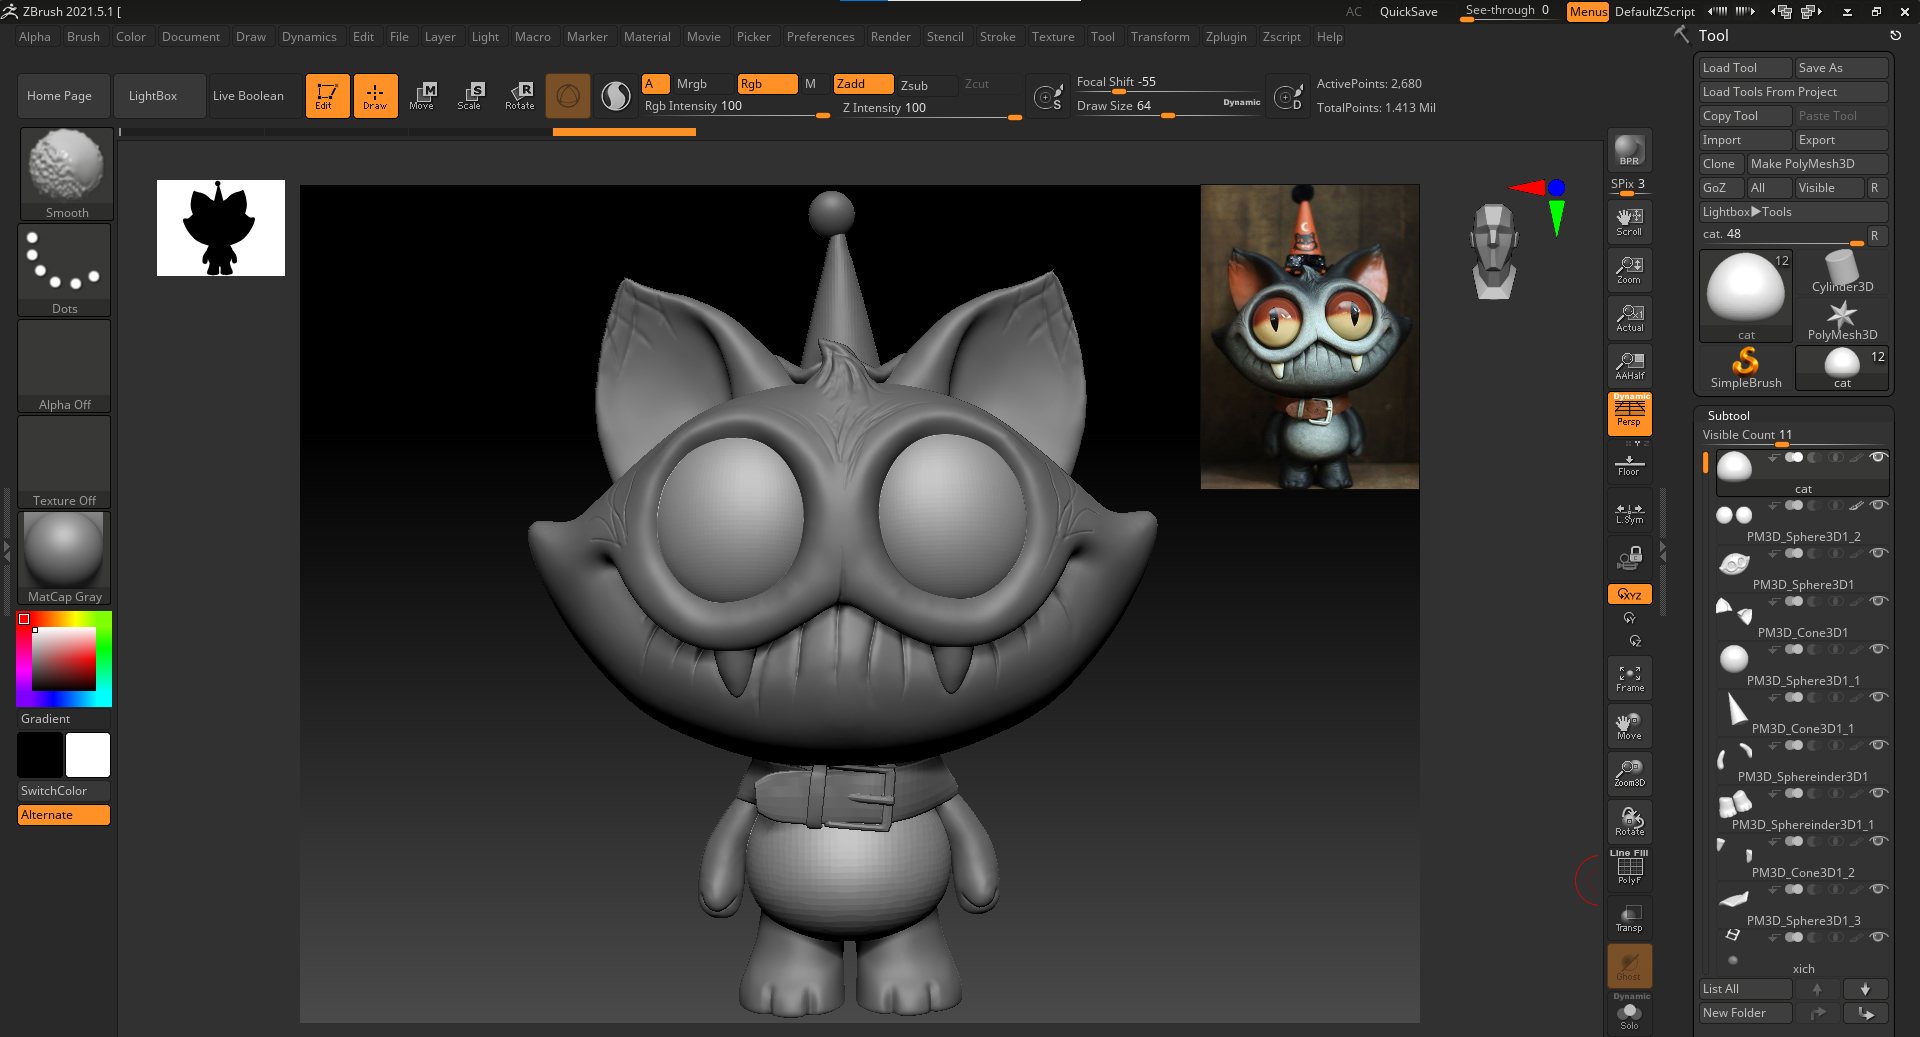 ZBrush 2021.5.1 [
AC QuickSave See-through 0 Menus DefaultZScript
Alpha Brush Color Document Draw Dynamics Edit File Layer Light Macro Marker Material Movie Picker Preferences Render Stencil Stroke Texture Tool Transform Zplugin Zscript Help
Home Page LightBox Live Boolean Edit Draw Move Scale Rotate
A Mrgb Rgb M Zadd Zsub Zcut
Rgb Intensity 100 Z Intensity 100
Focal Shift -55
Draw Size 64 Dynamic
ActivePoints: 2,680
TotalPoints: 1.413 Mil
Smooth
Dots
Alpha Off
Texture Off
MatCap Gray
Gradient
SwitchColor
Alternate
BPR
SPix 3
Scroll
Zoom
Actual
AAHalf
Dynamic
Persp
Floor
L.Sym
XYZ
Frame
Move
Zoom3D
Rotate
Line Fill
PolyF
Transp
Ghost
Dynamic
Solo
Tool
Load Tool Save As
Load Tools From Project
Copy Tool Paste Tool
Import Export
Clone Make PolyMesh3D
GoZ All Visible R
Lightbox▶Tools
cat. 48 R
12
cat
Cylinder3D
PolyMesh3D
SimpleBrush
12
cat
Subtool
Visible Count 11
cat
PM3D_Sphere3D1_2
PM3D_Sphere3D1
PM3D_Cone3D1
PM3D_Sphere3D1_1
PM3D_Cone3D1_1
PM3D_Sphereinder3D1
PM3D_Sphereinder3D1_1
PM3D_Cone3D1_2
PM3D_Sphere3D1_3
xich
List All
New Folder